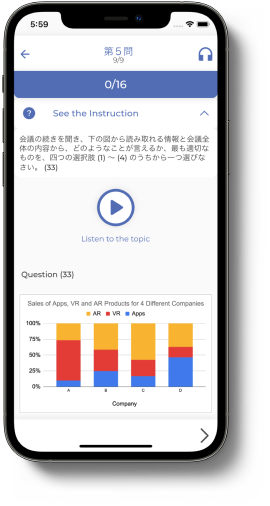 5:59
第5問
9/9
0/16
See the Instruction
会議の続きを聞き、下の図から読み取れる情報と会議全
体の内容から、どのようなことが言えるか、最も適切な
ものを、四つの選択肢 (1) ～ (4) のうちから一つ選びな
さい。 (33)
Listen to the topic
Question (33)
Sales of Apps, VR and AR Products for 4 Different Companies
AR VR Apps
100%
75%
50%
25%
0%
A B C D
Company